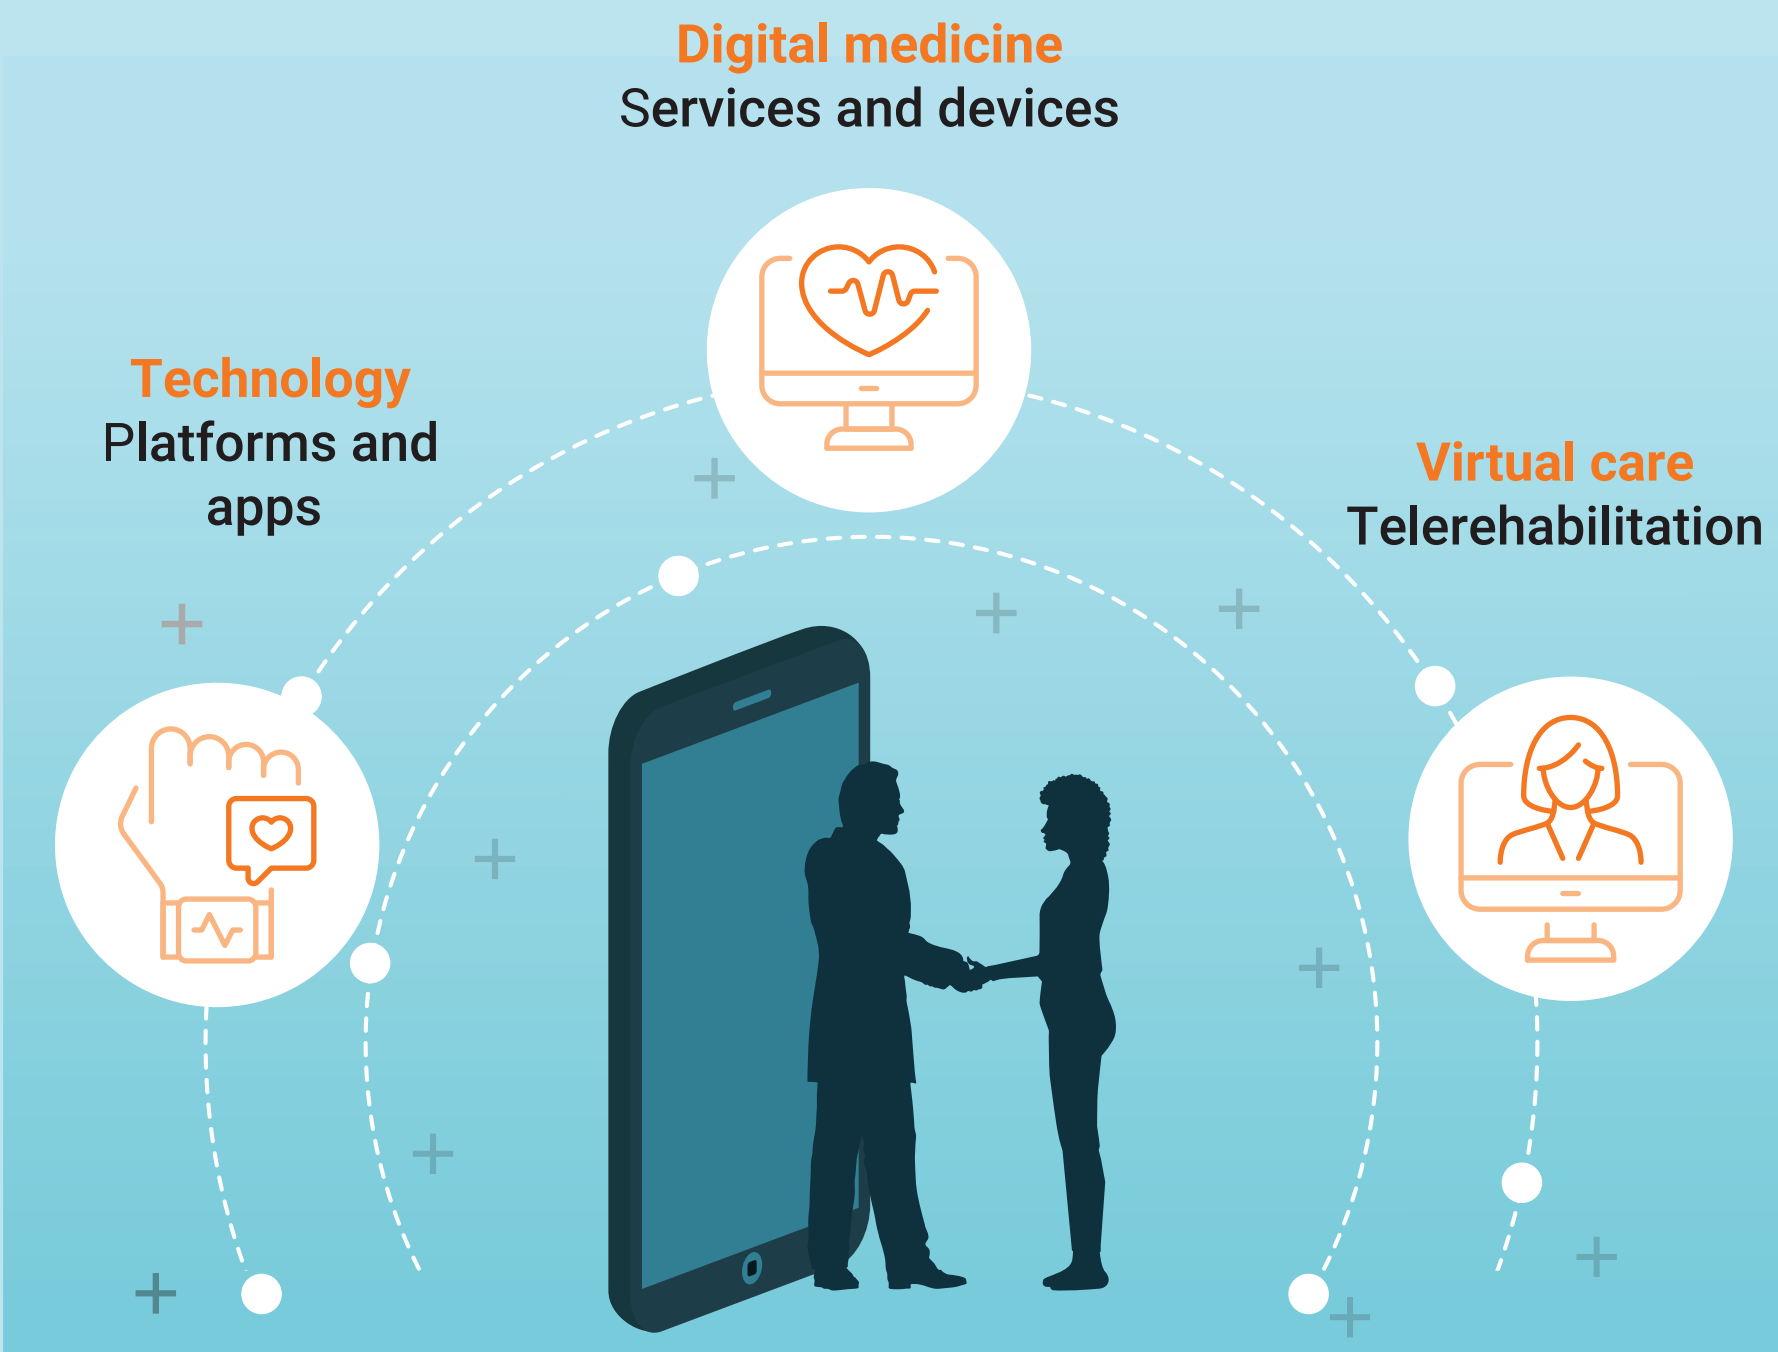 Digital medicine
Services and devices
Technology
Platforms and
apps
Virtual care
Telerehabilitation